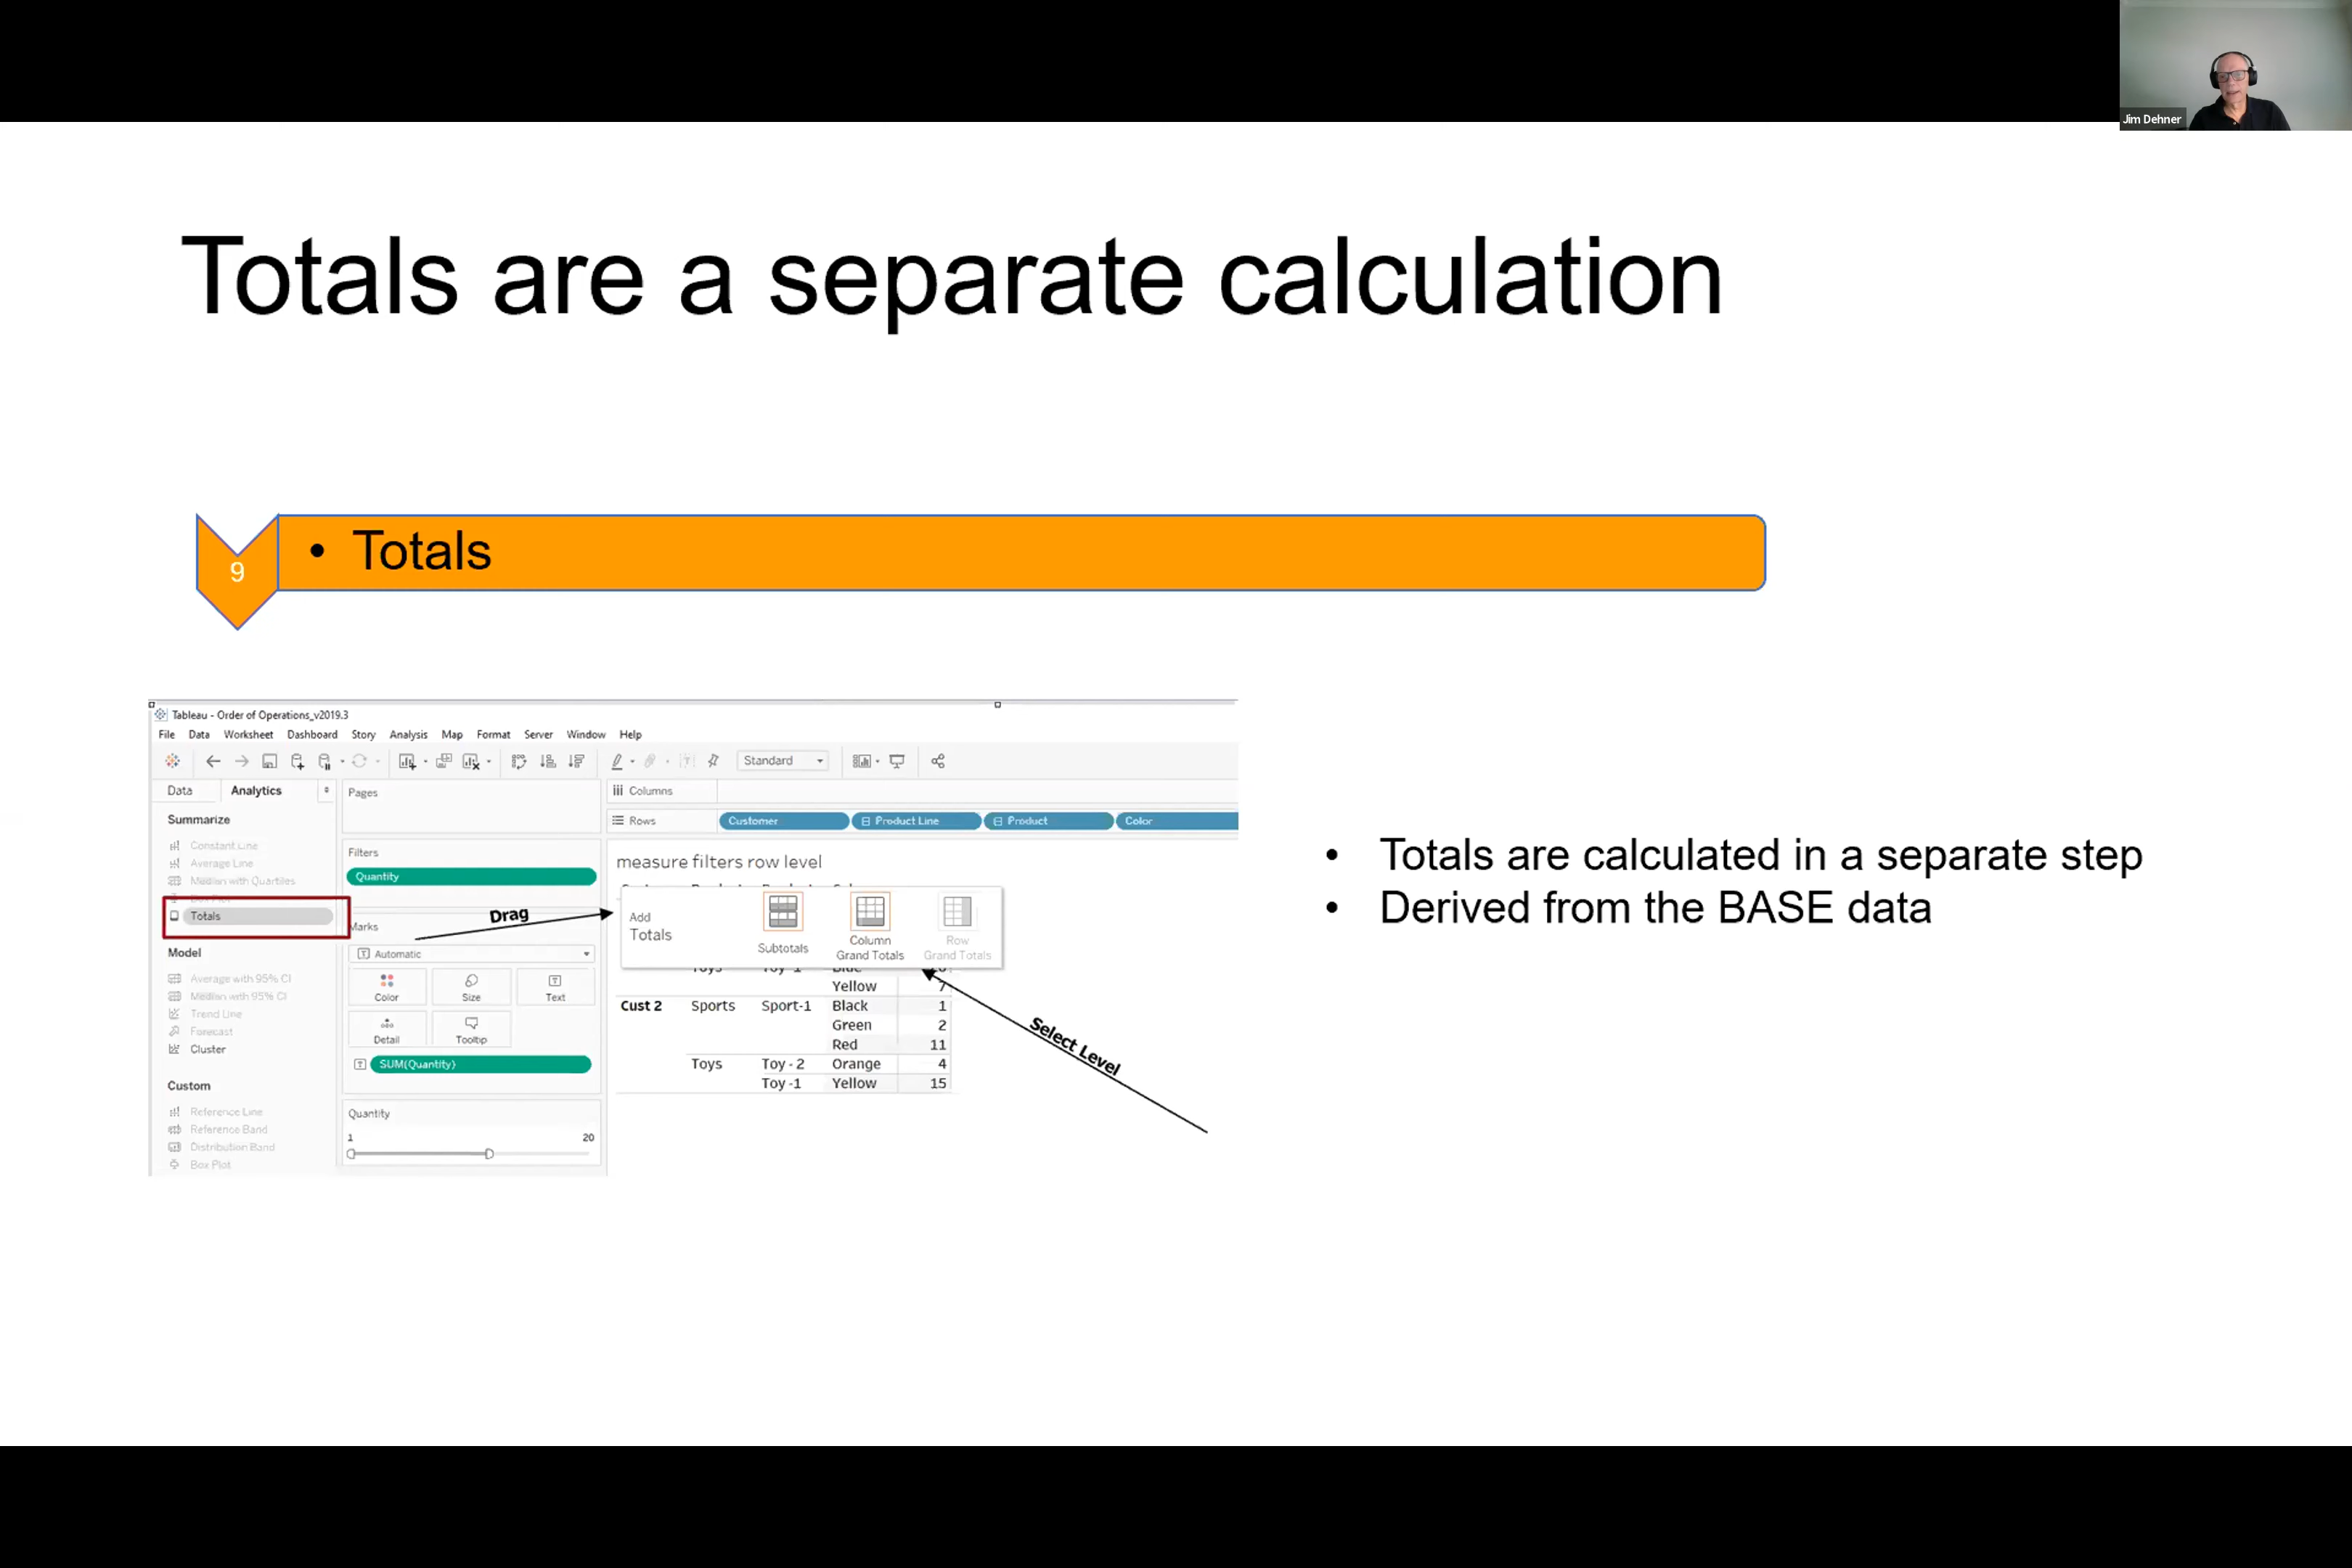 Jim Dehner
Totals are a separate calculation
9
• Totals
Tableau - Order of Operations_v2019.3
File Data Worksheet Dashboard Story Analysis Map Format Server Window Help
Standard
Data Analytics
Summarize
Constant Line
Average Line
Median with Quartiles
Totals
Model
Average with 95% CI
Median with 95% CI
Trend Line
Forecast
Cluster
Custom
Reference Line
Reference Band
Distribution Band
Box Plot
Pages
Filters
Quantity
Marks
Automatic
Color Size Text
Detail Tooltip
SUM(Quantity)
Quantity
1 20
Columns
Rows Customer Product Line Product Color
measure filters row level
Drag
Add
Totals
Subtotals
Column
Grand Totals
Row
Grand Totals
Toys Toy -1 Blue
Yellow 7
Cust 2 Sports Sport-1 Black 1
Green 2
Red 11
Toys Toy - 2 Orange 4
Toy -1 Yellow 15
Select Level
• Totals are calculated in a separate step
• Derived from the BASE data